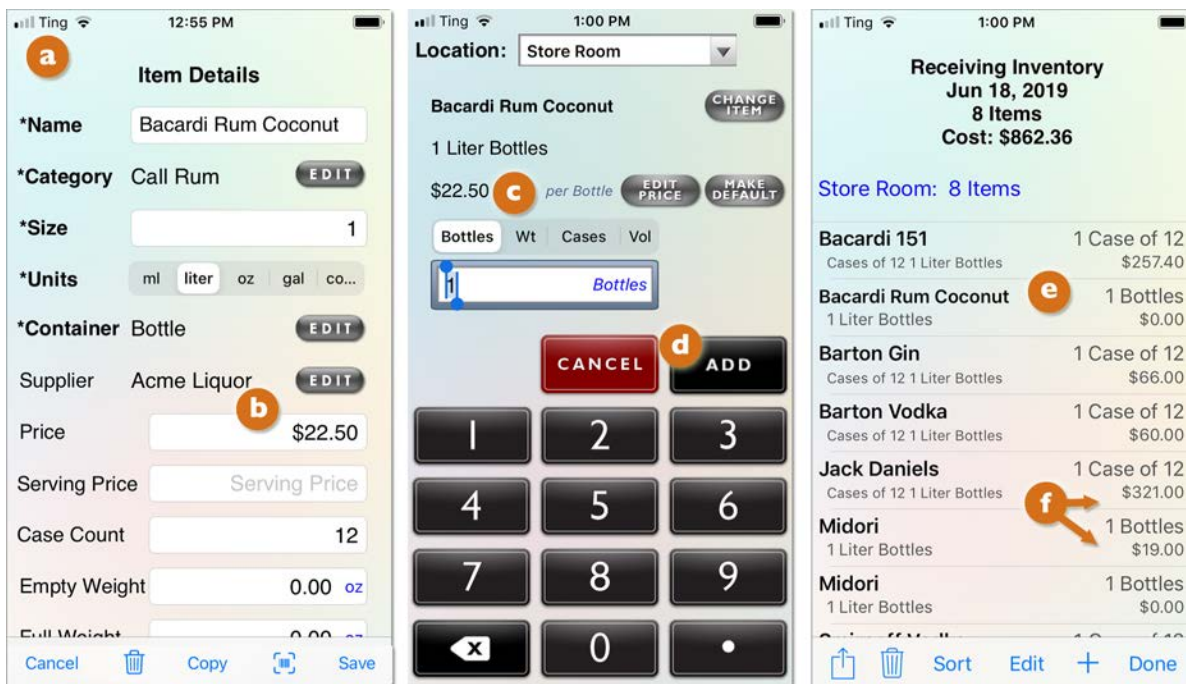 Ting 12:55 PM
a
Item Details
*Name Bacardi Rum Coconut
*Category Call Rum EDIT
*Size 1
*Units ml liter oz gal co...
*Container Bottle EDIT
Supplier Acme Liquor EDIT
b
Price $22.50
Serving Price Serving Price
Case Count 12
Empty Weight 0.00 oz
Full Weight 0.00 oz
Cancel Copy Save
Ting 1:00 PM
Location: Store Room
Bacardi Rum Coconut CHANGE ITEM
1 Liter Bottles
$22.50 c per Bottle EDIT PRICE MAKE DEFAULT
Bottles Wt Cases Vol
1 Bottles
d
CANCEL ADD
1 2 3
4 5 6
7 8 9
x 0 •
Ting 1:00 PM
Receiving Inventory
Jun 18, 2019
8 Items
Cost: $862.36
Store Room: 8 Items
Bacardi 151 1 Case of 12
Cases of 12 1 Liter Bottles $257.40
Bacardi Rum Coconut e 1 Bottles
1 Liter Bottles $0.00
Barton Gin 1 Case of 12
Cases of 12 1 Liter Bottles $66.00
Barton Vodka 1 Case of 12
Cases of 12 1 Liter Bottles $60.00
Jack Daniels 1 Case of 12
Cases of 12 1 Liter Bottles $321.00
f
Midori 1 Bottles
1 Liter Bottles $19.00
Midori 1 Bottles
1 Liter Bottles $0.00
Sort Edit + Done